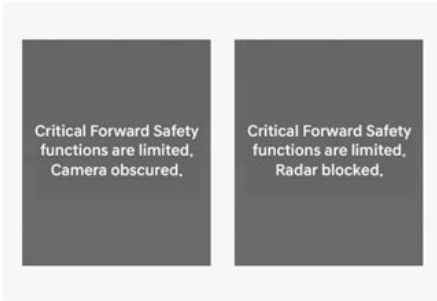 Critical Forward Safety
functions are limited.
Camera obscured.
Critical Forward Safety
functions are limited.
Radar blocked.